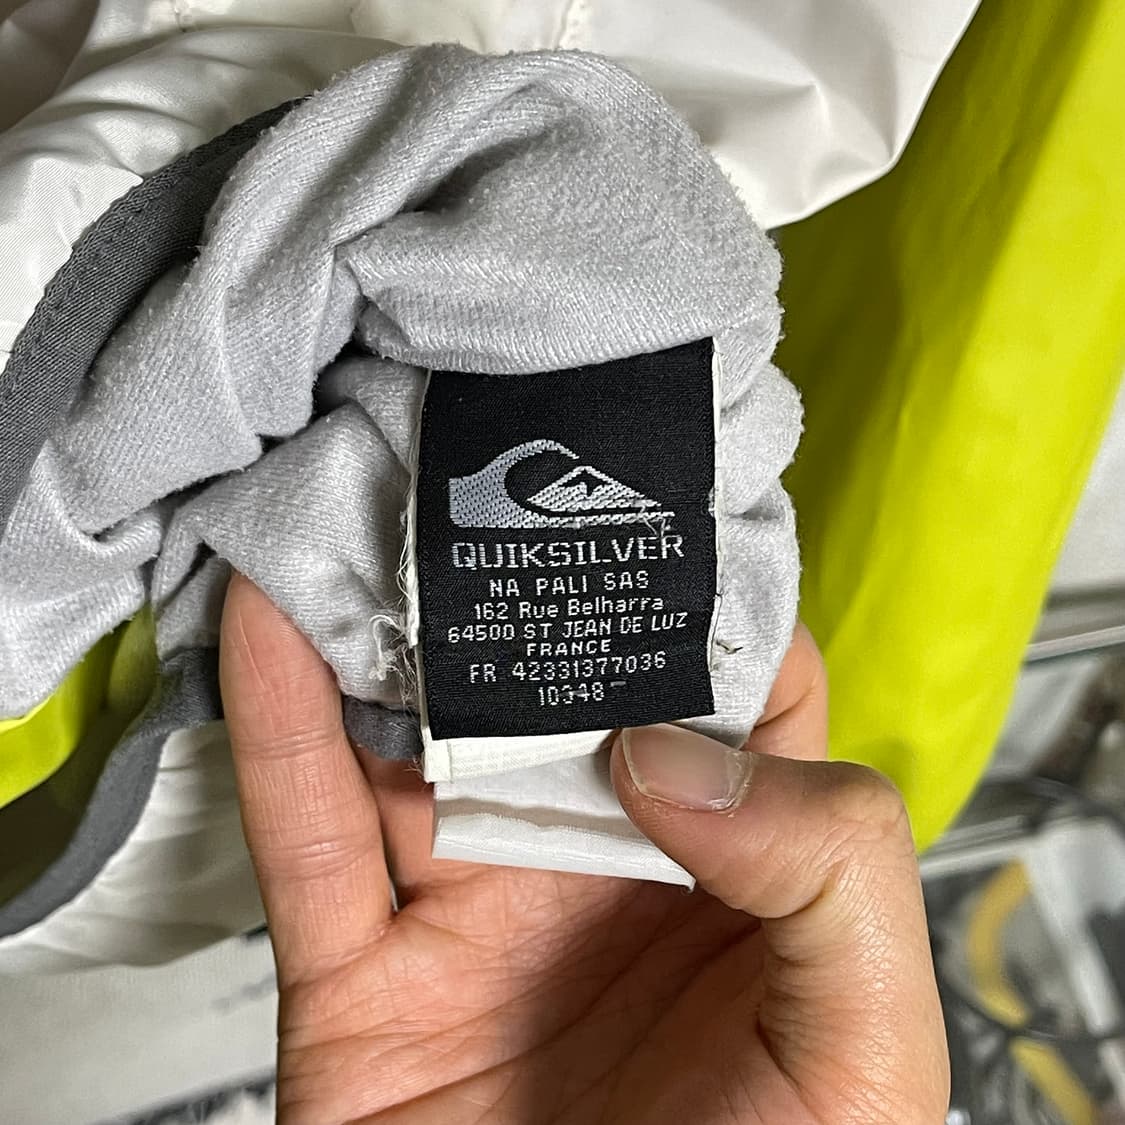 QUIKSILVER
NA PALI SAS
162 Rue Belharra
64500 ST JEAN DE LUZ
FRANCE
FR 42331377036
10348